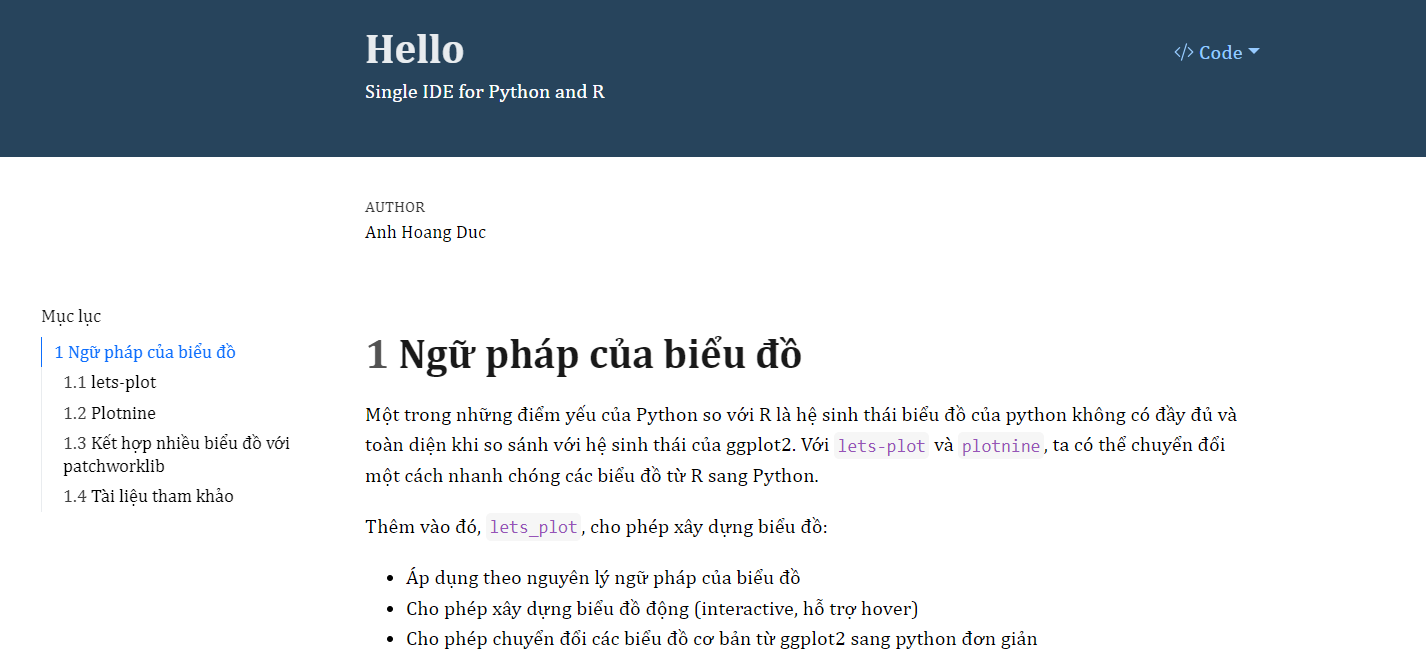 Hello
</> Code
Single IDE for Python and R
AUTHOR
Anh Hoang Duc
Mục lục
1 Ngữ pháp của biểu đồ
1.1 lets-plot
1.2 Plotnine
1.3 Kết hợp nhiều biểu đồ với
patchworklib
1.4 Tài liệu tham khảo
1 Ngữ pháp của biểu đồ
Một trong những điểm yếu của Python so với R là hệ sinh thái biểu đồ của python không có đầy đủ và
toàn diện khi so sánh với hệ sinh thái của ggplot2. Với lets-plot và plotnine, ta có thể chuyển đổi
một cách nhanh chóng các biểu đồ từ R sang Python.
Thêm vào đó, lets_plot, cho phép xây dựng biểu đồ:
• Áp dụng theo nguyên lý ngữ pháp của biểu đồ
• Cho phép xây dựng biểu đồ động (interactive, hỗ trợ hover)
• Cho phép chuyển đổi các biểu đồ cơ bản từ ggplot2 sang python đơn giản